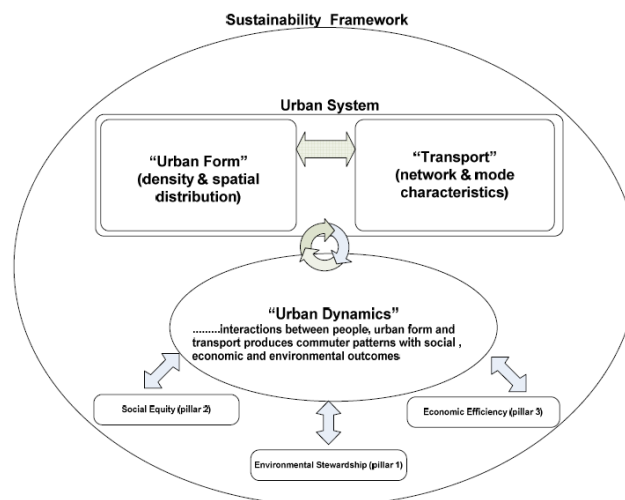 Sustainability Framework
Urban System
“Urban Form”
(density & spatial
distribution)
“Transport”
(network & mode
characteristics)
“Urban Dynamics”
.........interactions between people, urban form and
transport produces commuter patterns with social ,
economic and environmental outcomes
Social Equity (pillar 2)
Economic Efficiency (pillar 3)
Environmental Stewardship (pillar 1)